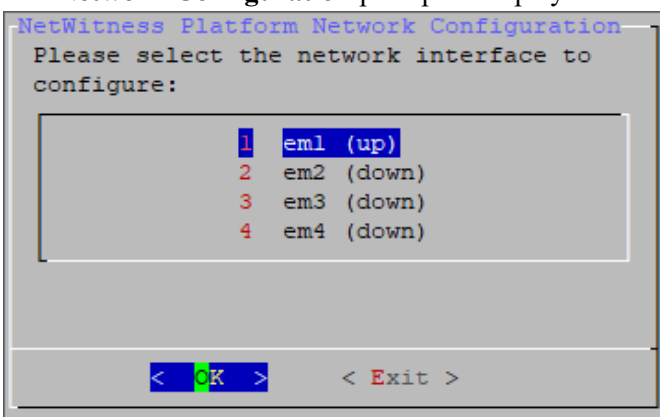 NetWitness Platform Network Configuration
Please select the network interface to
configure:
1 em1 (up)
2 em2 (down)
3 em3 (down)
4 em4 (down)
< OK > < Exit >